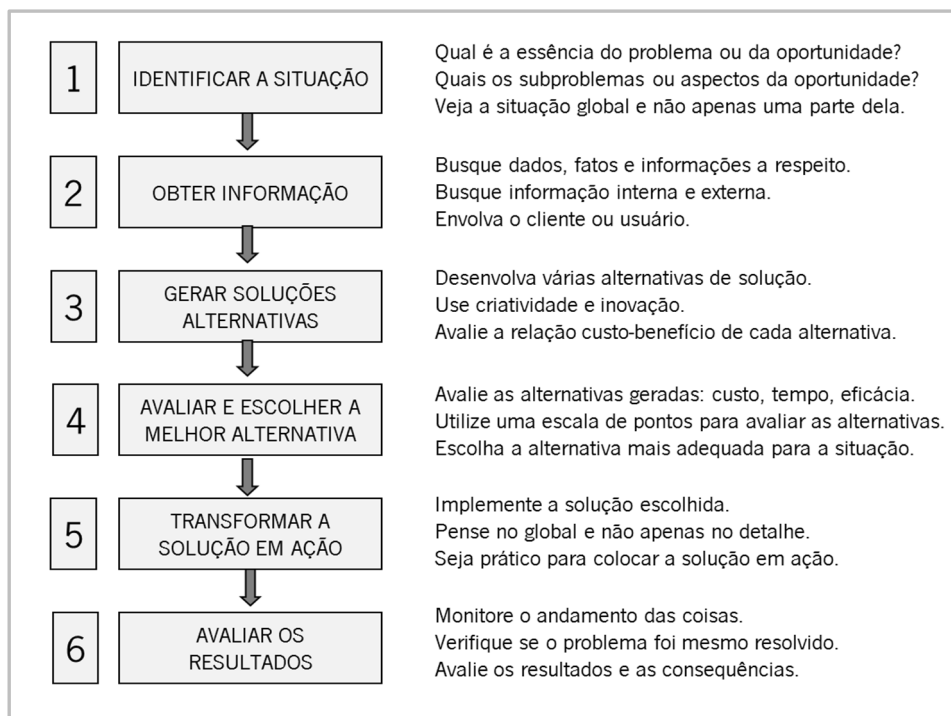 1
IDENTIFICAR A SITUAÇÃO
Qual é a essência do problema ou da oportunidade?
Quais os subproblemas ou aspectos da oportunidade?
Veja a situação global e não apenas uma parte dela.
2
OBTER INFORMAÇÃO
Busque dados, fatos e informações a respeito.
Busque informação interna e externa.
Envolva o cliente ou usuário.
3
GERAR SOLUÇÕES
ALTERNATIVAS
Desenvolva várias alternativas de solução.
Use criatividade e inovação.
Avalie a relação custo-benefício de cada alternativa.
4
AVALIAR E ESCOLHER A
MELHOR ALTERNATIVA
Avalie as alternativas geradas: custo, tempo, eficácia.
Utilize uma escala de pontos para avaliar as alternativas.
Escolha a alternativa mais adequada para a situação.
5
TRANSFORMAR A
SOLUÇÃO EM AÇÃO
Implemente a solução escolhida.
Pense no global e não apenas no detalhe.
Seja prático para colocar a solução em ação.
6
AVALIAR OS
RESULTADOS
Monitore o andamento das coisas.
Verifique se o problema foi mesmo resolvido.
Avalie os resultados e as consequências.